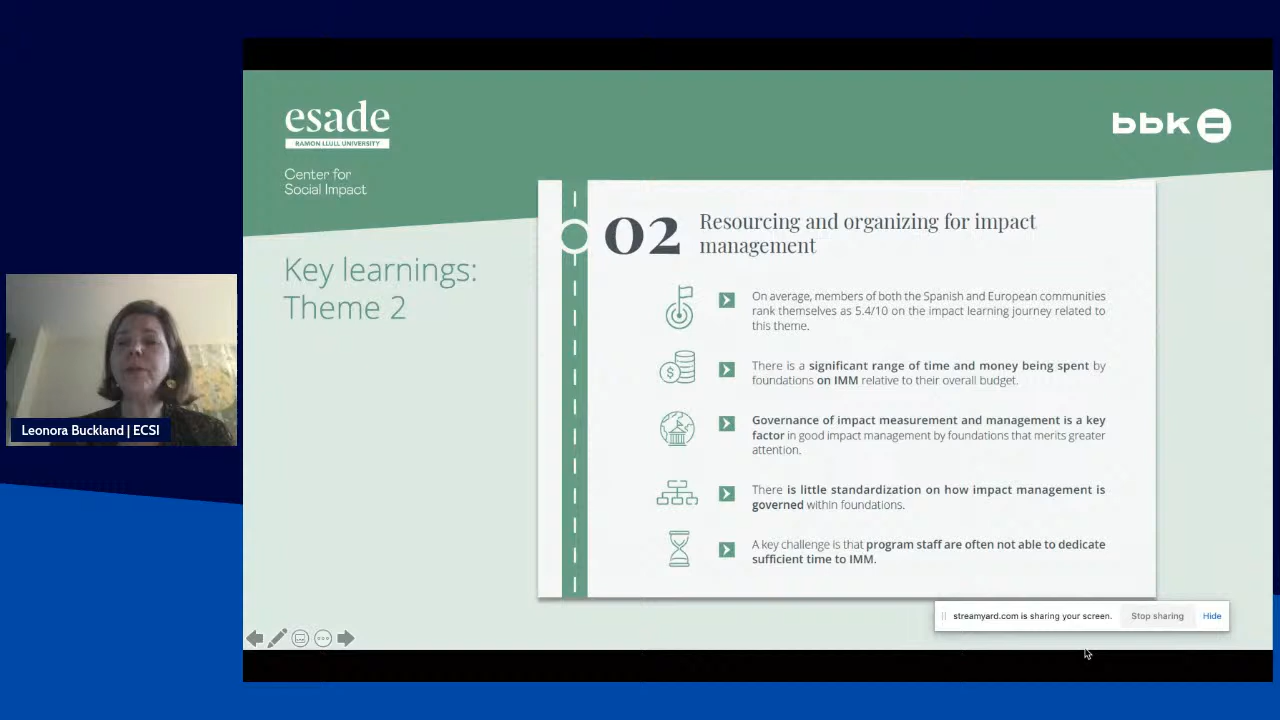 esade
RAMON LLULL UNIVERSITY
Center for
Social Impact
bbk
Key learnings:
Theme 2
02
Resourcing and organizing for impact
management
On average, members of both the Spanish and European communities
rank themselves as 5.4/10 on the impact learning journey related to
this theme.
There is a significant range of time and money being spent by
foundations on IMM relative to their overall budget.
Governance of impact measurement and management is a key
factor in good impact management by foundations that merits greater
attention.
There is little standardization on how impact management is
governed within foundations.
A key challenge is that program staff are often not able to dedicate
sufficient time to IMM.
Leonora Buckland | ECSI
streamyard.com is sharing your screen.
Stop sharing
Hide